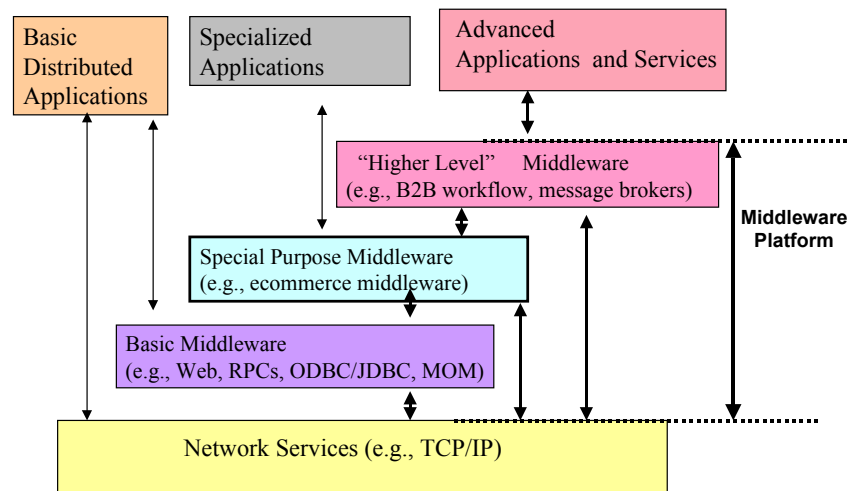 Basic
Distributed
Applications
Specialized
Applications
Advanced
Applications and Services
“Higher Level” Middleware
(e.g., B2B workflow, message brokers)
Middleware
Platform
Special Purpose Middleware
(e.g., ecommerce middleware)
Basic Middleware
(e.g., Web, RPCs, ODBC/JDBC, MOM)
Network Services (e.g., TCP/IP)